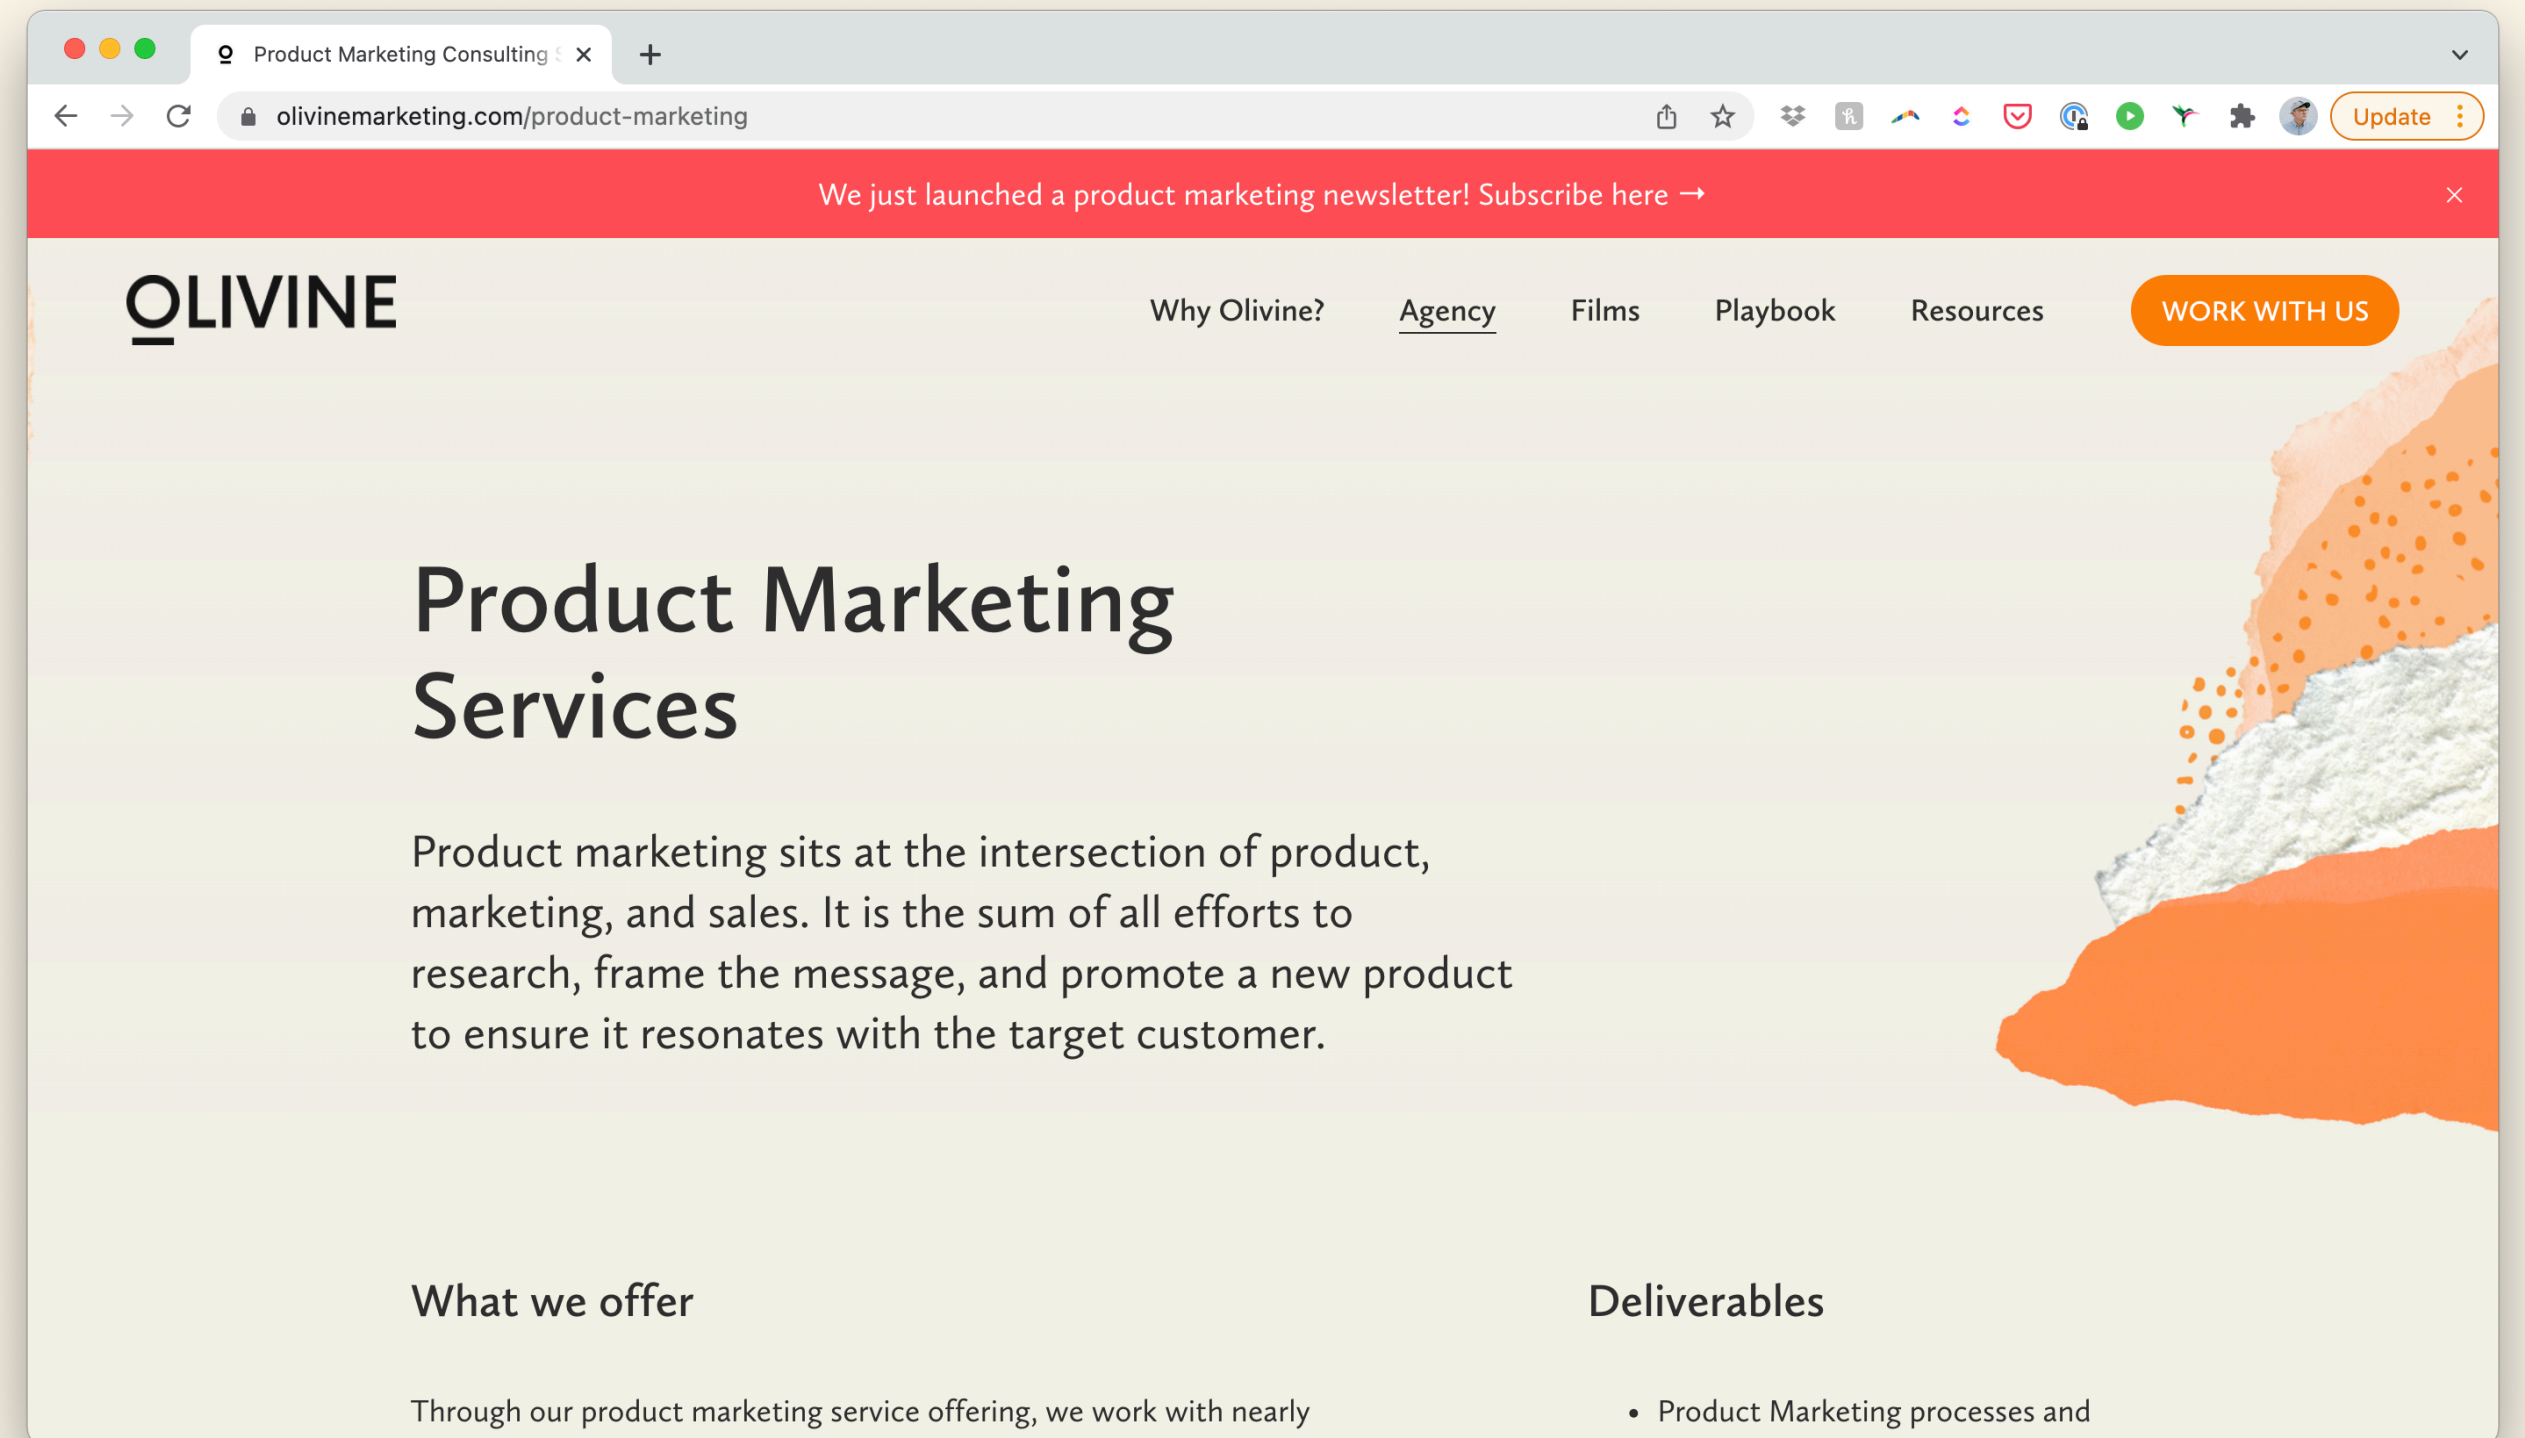 Product Marketing Consulting
olivinemarketing.com/product-marketing
Update
We just launched a product marketing newsletter! Subscribe here →
OLIVINE
Why Olivine?
Agency
Films
Playbook
Resources
WORK WITH US
Product Marketing
Services
Product marketing sits at the intersection of product,
marketing, and sales. It is the sum of all efforts to
research, frame the message, and promote a new product
to ensure it resonates with the target customer.
What we offer
Through our product marketing service offering, we work with nearly
Deliverables
• Product Marketing processes and